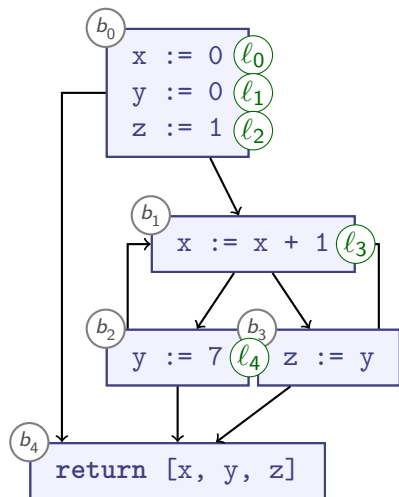 b₀
x := 0 ℓ₀
y := 0 ℓ₁
z := 1 ℓ₂
b₁
x := x + 1 ℓ₃
b₂
y := 7 ℓ₄
b₃
z := y
b₄
return [x, y, z]